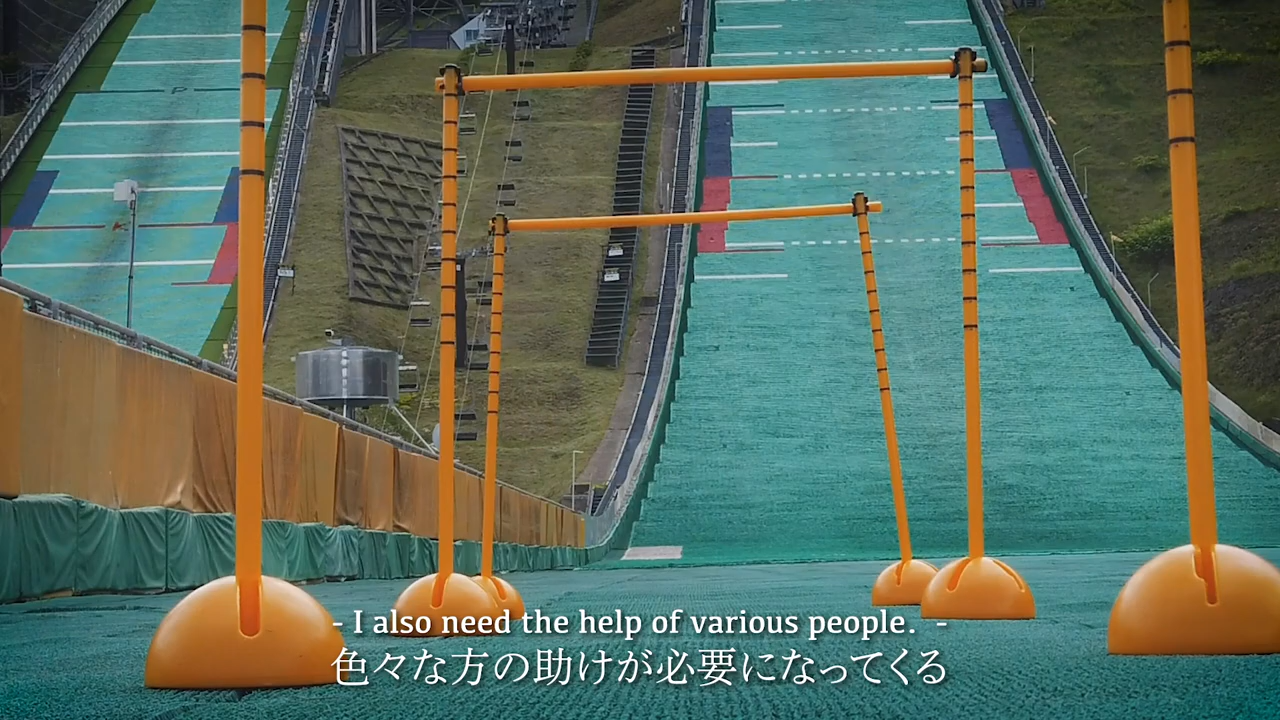 - I also need the help of various people. -
色々な方の助けが必要になってくる